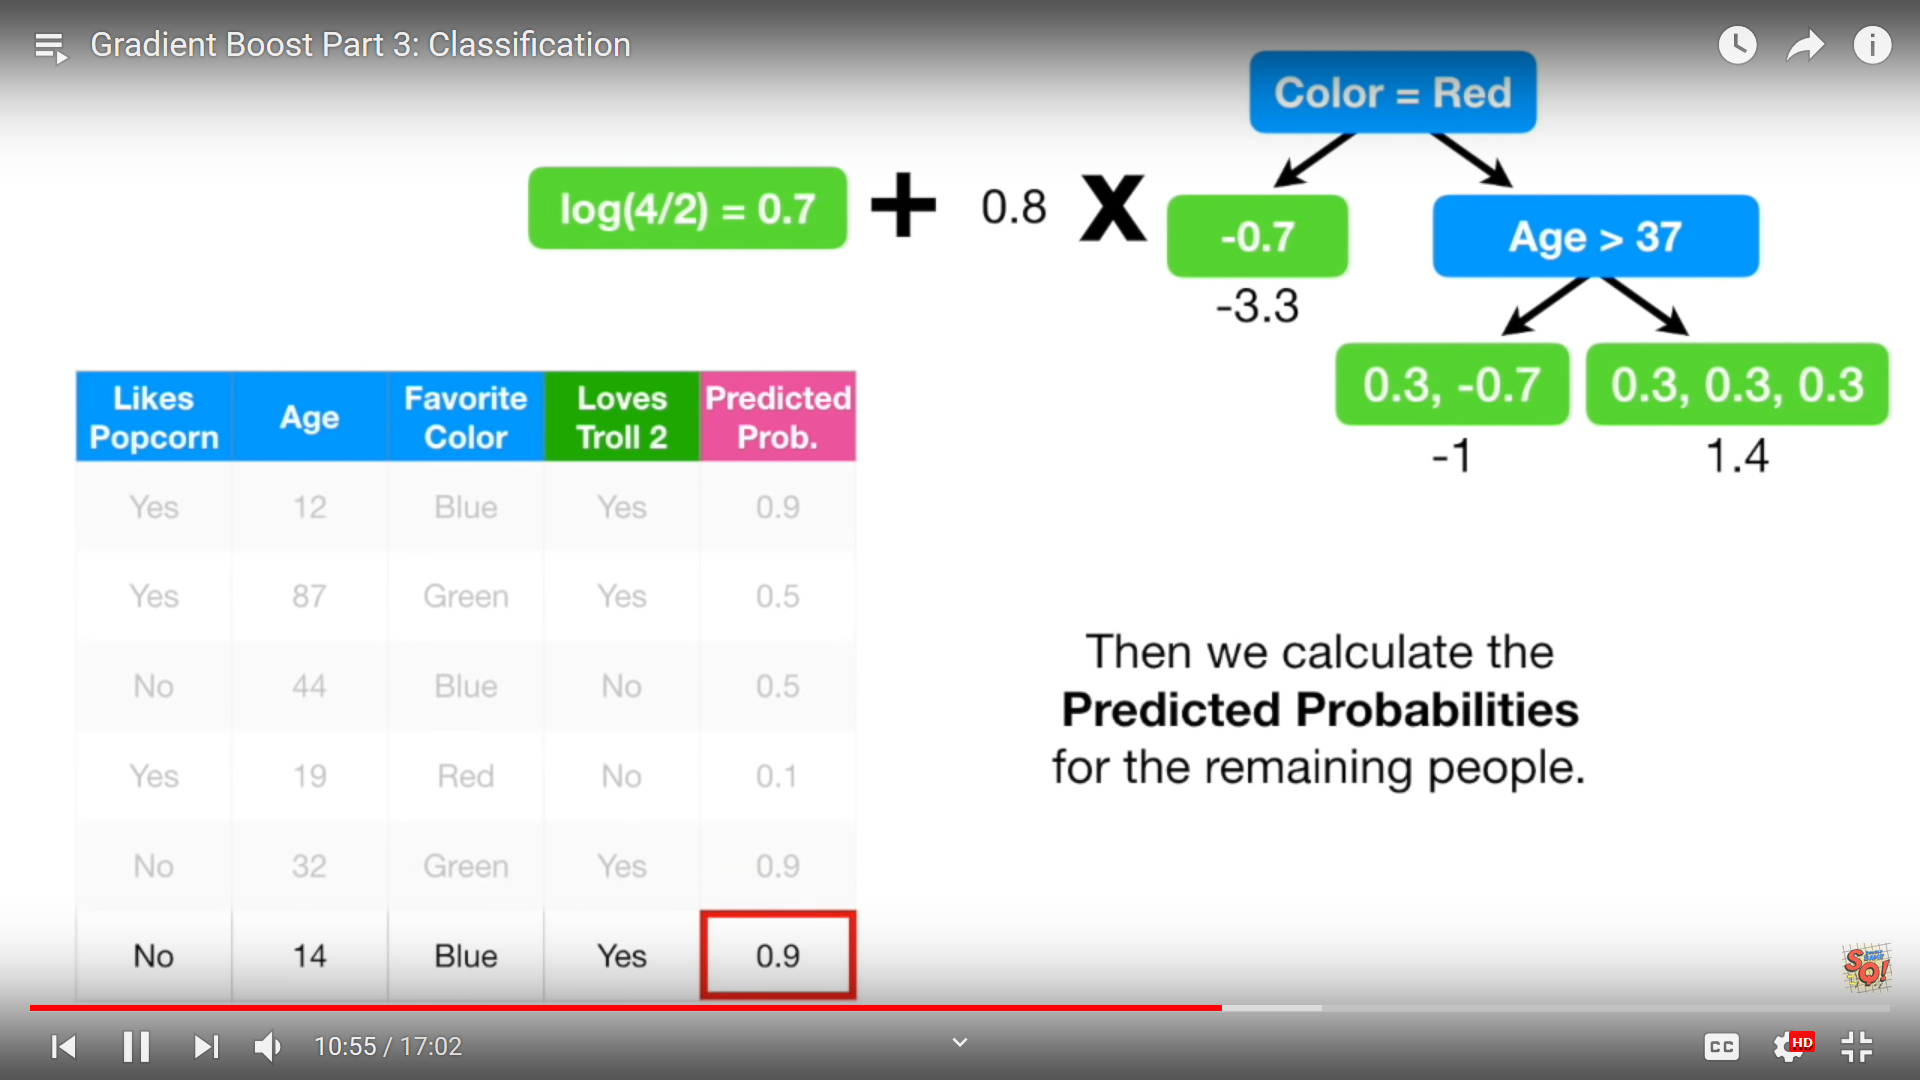 Gradient Boost Part 3: Classification
Color = Red
log(4/2) = 0.7 + 0.8 X -0.7 Age > 37
-3.3
0.3, -0.7 0.3, 0.3, 0.3
-1 1.4
Likes Popcorn Age Favorite Color Loves Troll 2 Predicted Prob.
Yes 12 Blue Yes 0.9
Yes 87 Green Yes 0.5
No 44 Blue No 0.5
Yes 19 Red No 0.1
No 32 Green Yes 0.9
No 14 Blue Yes 0.9
Then we calculate the
Predicted Probabilities
for the remaining people.
10:55 / 17:02
CC
HD